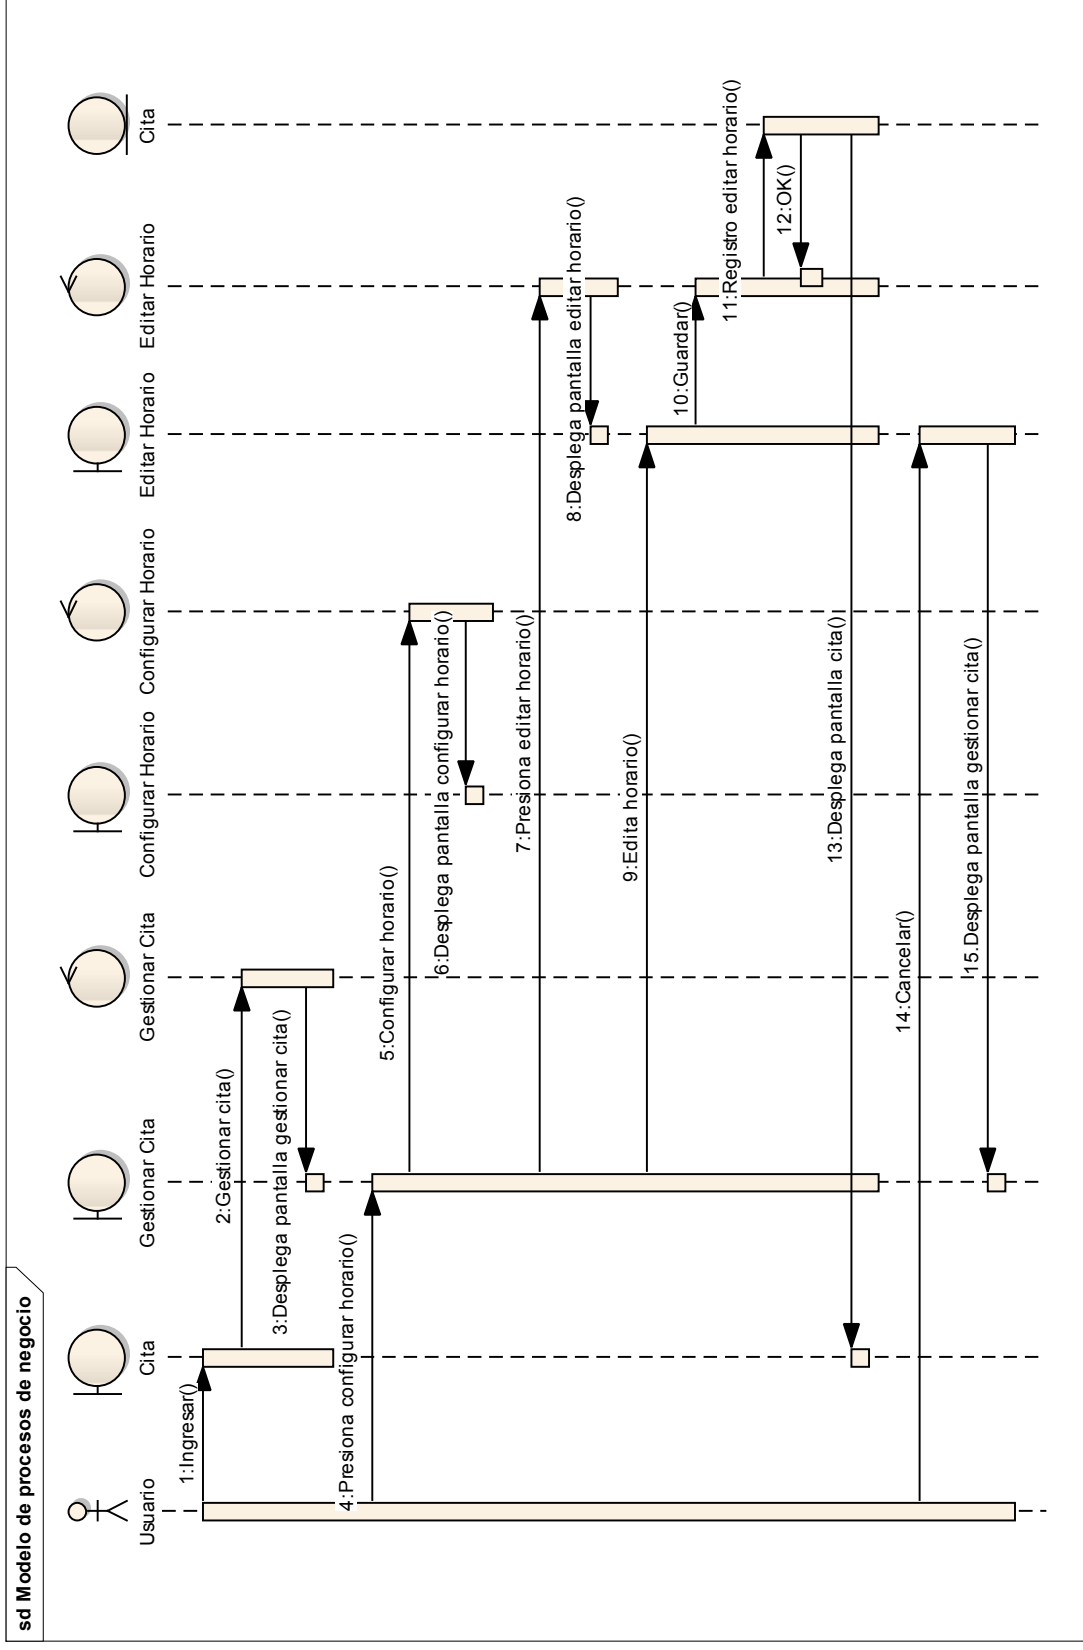 sd Modelo de procesos de negocio
Usuario
Cita
Gestionar Cita
Gestionar Cita
Configurar Horario
Configurar Horario
Editar Horario
Editar Horario
Cita
1:Ingresar()
2:Gestionar cita()
3:Desplega pantalla gestionar cita()
4:Presiona configurar horario()
5:Configurar horario()
6:Desplega pantalla configurar horario()
7:Presiona editar horario()
8:Desplega pantalla editar horario()
9:Edita horario()
10:Guardar()
11:Registro editar horario()
12:OK()
13:Desplega pantalla cita()
14:Cancelar()
15.Desplega pantalla gestionar cita()